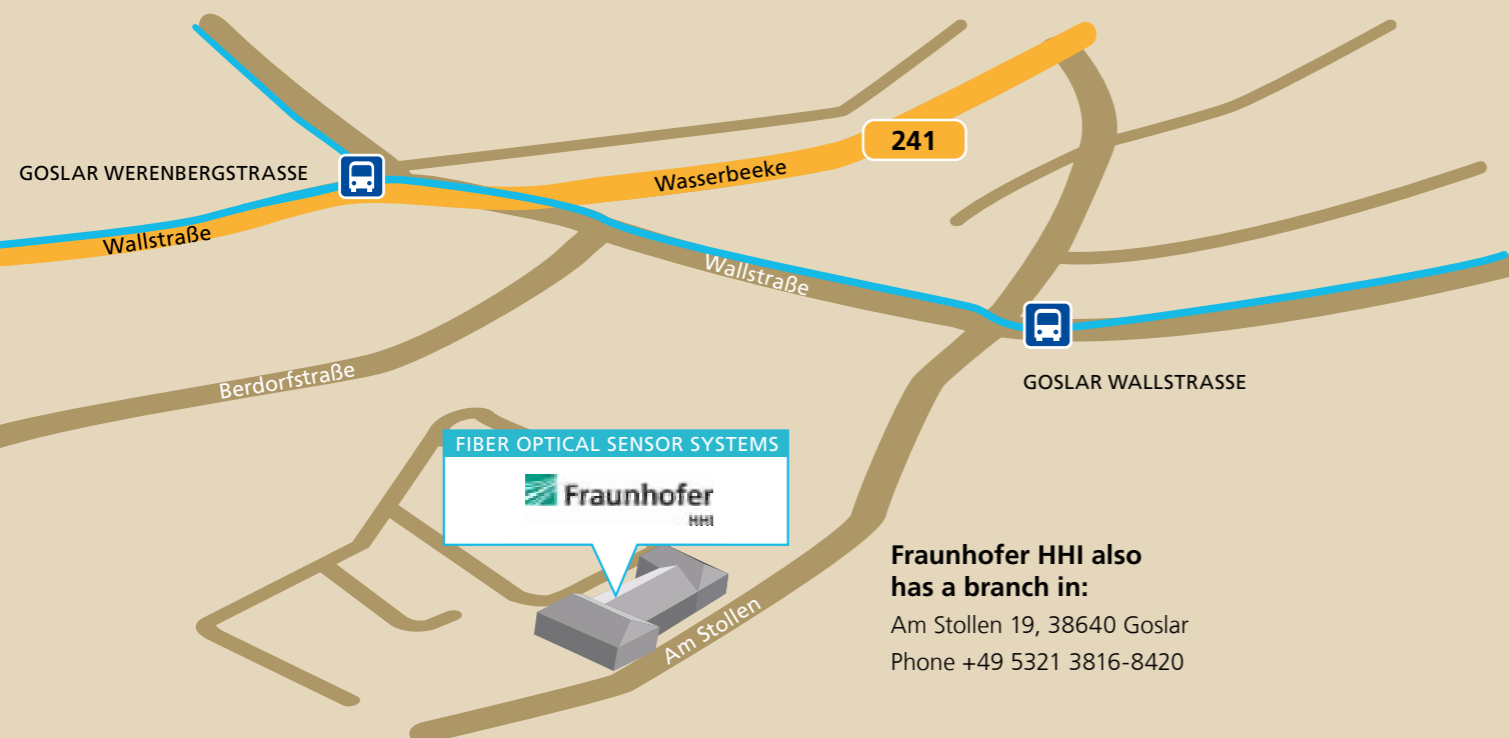 241
GOSLAR WERENBERGSTRASSE
Wasserbeeke
Wallstraße
Wallstraße
Berdorfstraße
GOSLAR WALLSTRASSE
FIBER OPTICAL SENSOR SYSTEMS
Fraunhofer
HHI
Am Stollen
Fraunhofer HHI also
has a branch in:
Am Stollen 19, 38640 Goslar
Phone +49 5321 3816-8420